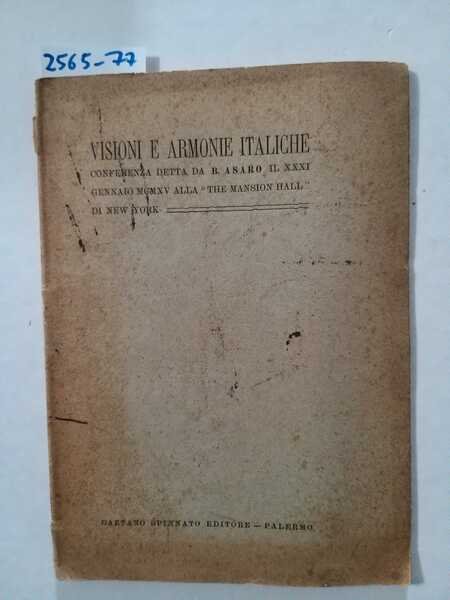 2565-77
VISIONI E ARMONIE ITALICHE
CONFERENZA DETTA DA B. ASARO IL XXXI
GENNAIO MCMXV ALLA "THE MANSION HALL"
DI NEW YORK
GAETANO SPINNATO EDITORE — PALERMO